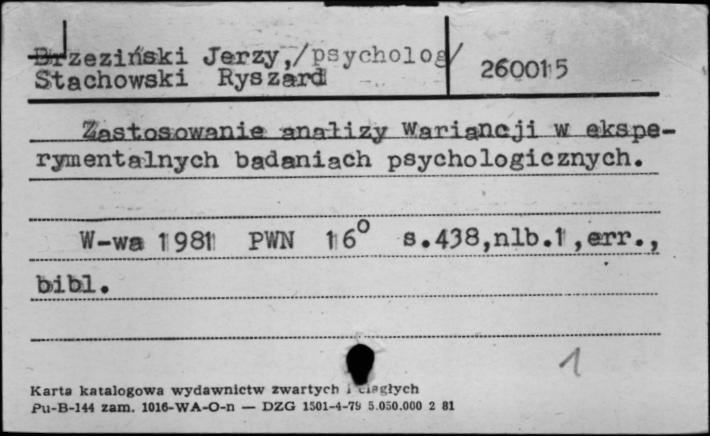 Brzeziński Jerzy,/psycholog/
Stachowski Ryszard
260015
Zastosowanie analizy Wariancji w ekspe-
rymentalnych badaniach psychologicznych.
W-wa 1981 PWN 16° s.438,nlb.1,err.,
bibl.
1
Karta katalogowa wydawnictw zwartych i ciągłych
Pu-B-144 zam. 1016-WA-O-n — DZG 1501-4-79 5.050.000 2 81